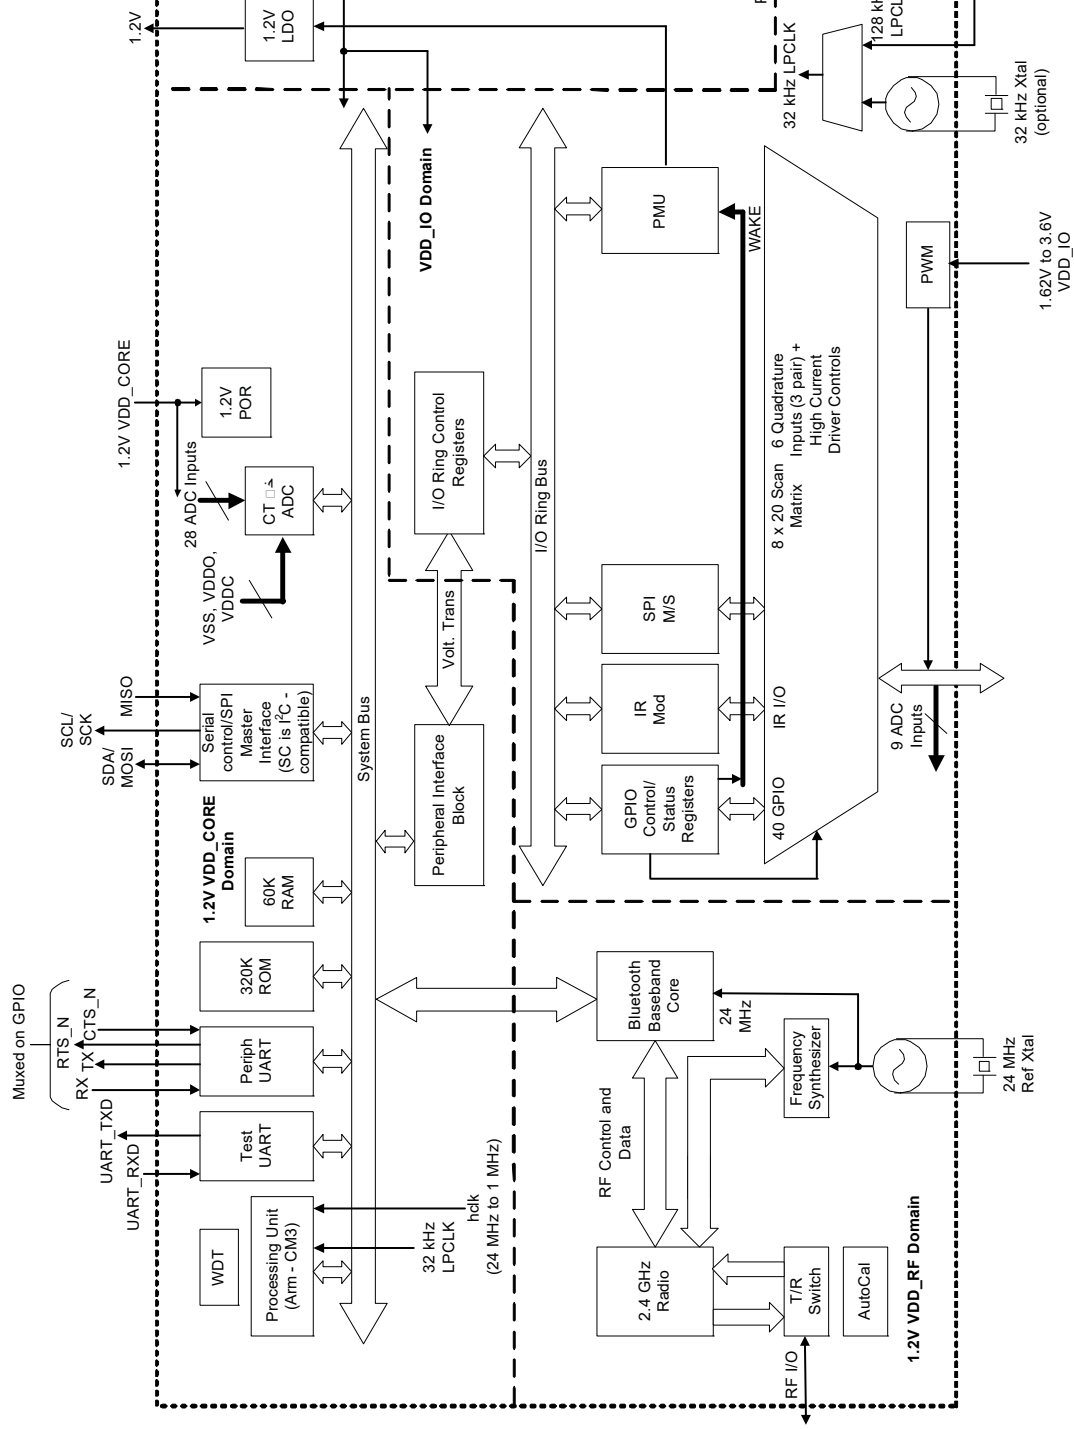 Muxed on GPIO
UART_RXD
UART_TXD
RX
TX
RTS_N
CTS_N
SDA/
MOSI
SCL/
SCK
MISO
VSS, VDDO,
VDDC
28 ADC Inputs
1.2V VDD_CORE
1.2V
WDT
Processing Unit
(Arm - CM3)
Test
UART
Periph
UART
320K
ROM
60K
RAM
1.2V VDD_CORE
Domain
Serial
control/SPI
Master
Interface
(SC is I²C -
compatible)
CT
ADC
1.2V
POR
1.2V
LDO
System Bus
32 kHz
LPCLK
hclk
(24 MHz to 1 MHz)
Peripheral Interface
Block
Volt. Trans
I/O Ring Control
Registers
VDD_IO Domain
I/O Ring Bus
RF Control and
Data
2.4 GHz
Radio
Bluetooth
Baseband
Core
24
MHz
GPIO
Control/
Status
Registers
IR
Mod
SPI
M/S
PMU
WAKE
40 GPIO
IR I/O
8 x 20 Scan
Matrix
6 Quadrature
Inputs (3 pair) +
High Current
Driver Controls
32 kHz LPCLK
RF I/O
T/R
Switch
Frequency
Synthesizer
AutoCal
1.2V VDD_RF Domain
9 ADC
Inputs
PWM
24 MHz
Ref Xtal
1.62V to 3.6V
VDD_IO
32 kHz Xtal
(optional)